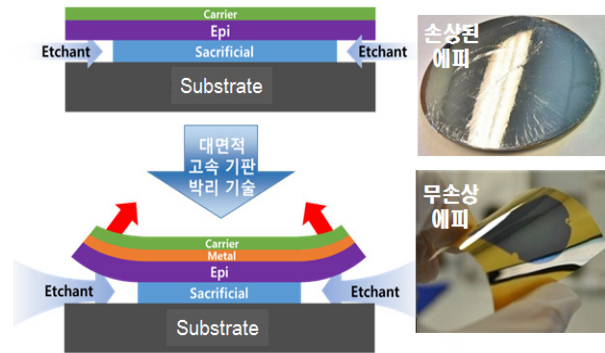 Carrier
Epi
Etchant
Sacrificial
Etchant
Substrate
손상된
에피
대면적
고속 기판
박리 기술
무손상
에피
Carrier
Metal
Epi
Etchant
Sacrificial
Etchant
Substrate